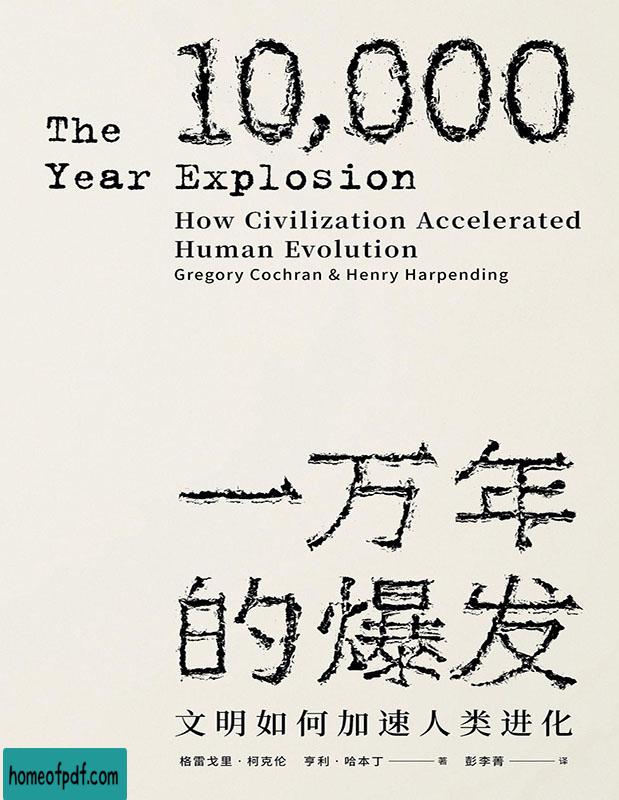 10,000
The
Year Explosion
How Civilization Accelerated
Human Evolution
Gregory Cochran & Henry Harpending
一万年
的爆发
文明如何加速人类进化
格雷戈里·柯克伦 亨利·哈本丁——著 彭李菁——译
homeofpdf.com